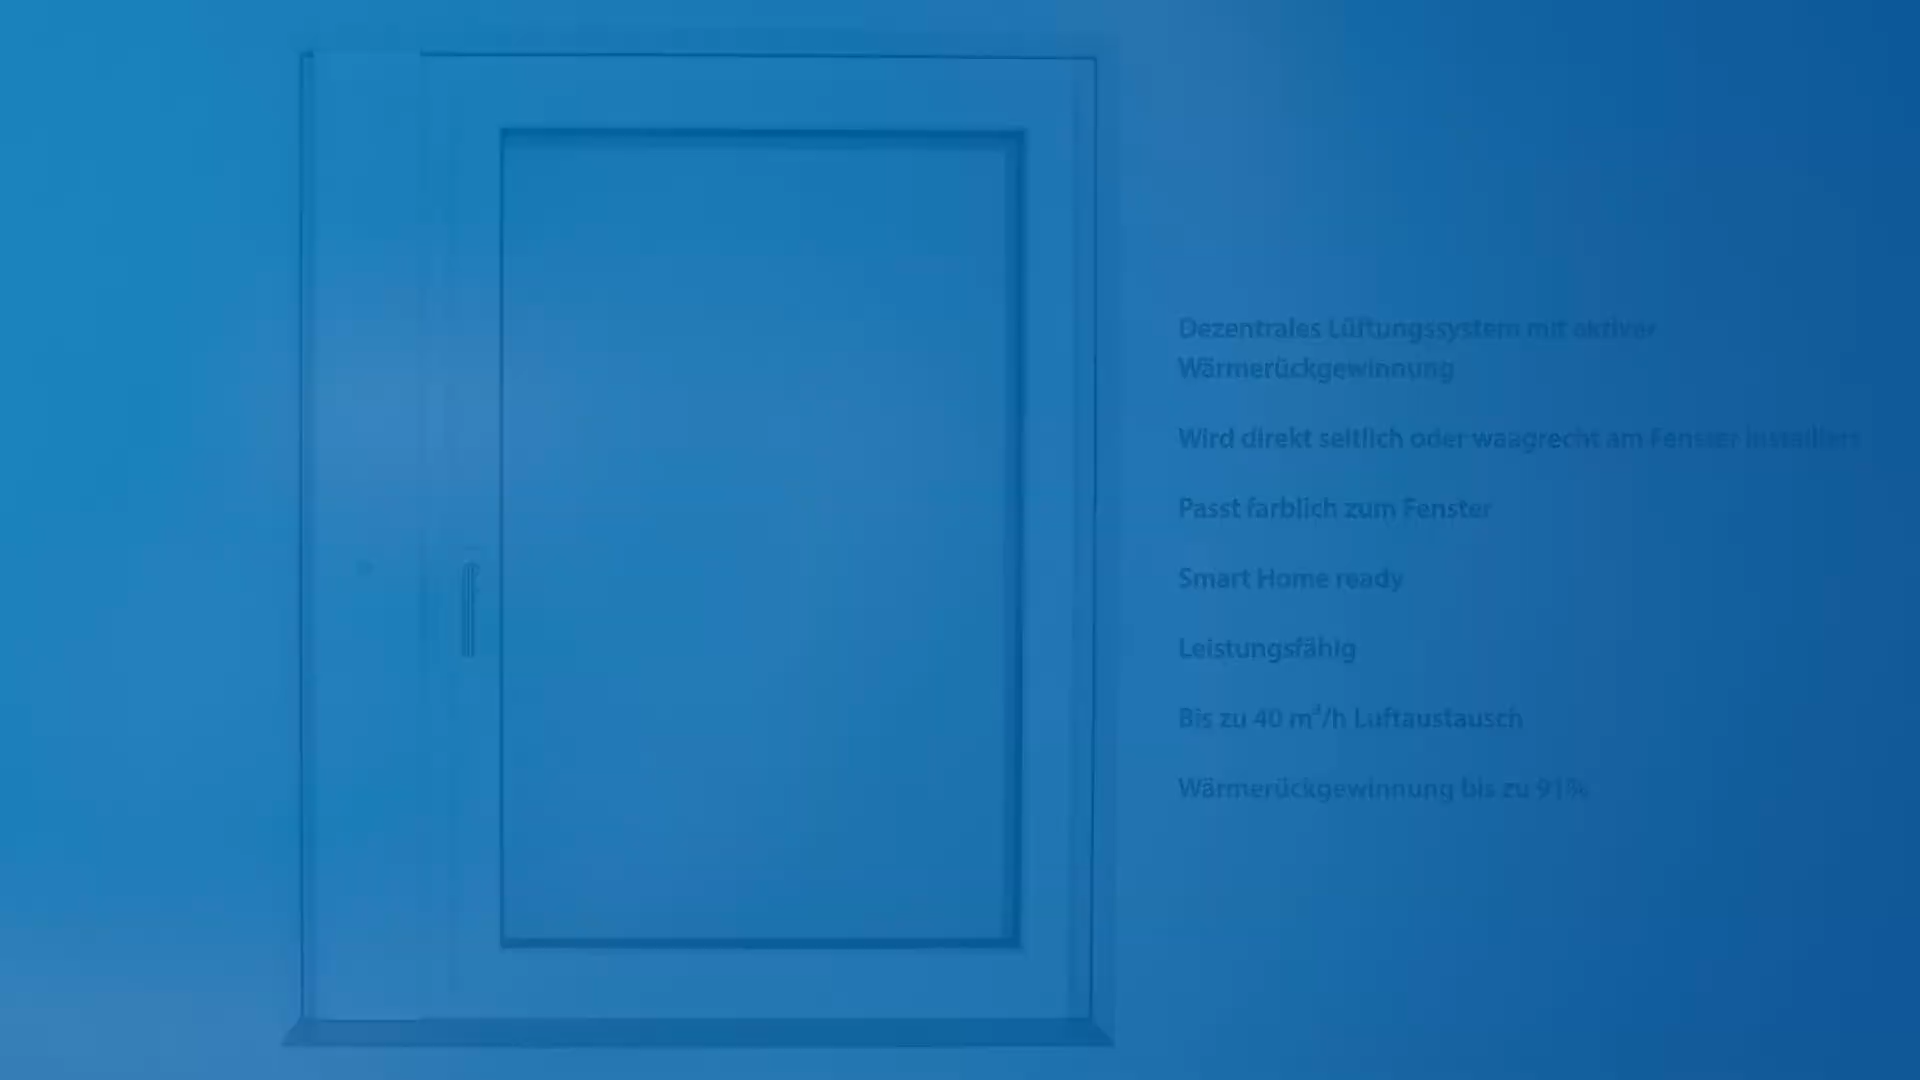 Dezentrales Lüftungssystem mit aktiver
Wärmerückgewinnung
Wird direkt seitlich oder waagrecht am Fenster installiert
Passt farblich zum Fenster
Smart Home ready
Leistungsfähig
Bis zu 40 m³/h Luftaustausch
Wärmerückgewinnung bis zu 91%